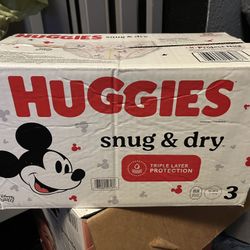 HUGGIES
snug & dry
TRIPLE LAYER
PROTECTION
3